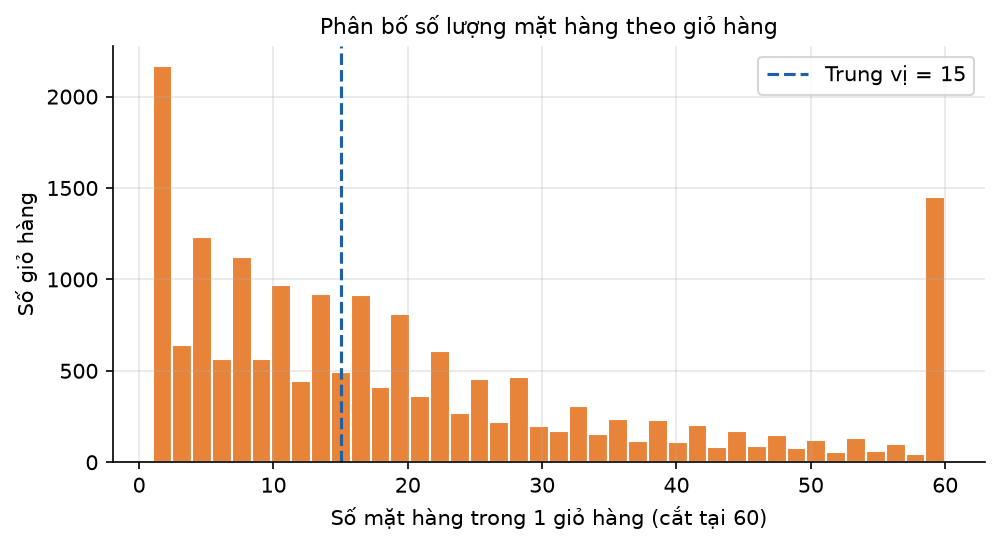 Phân bố số lượng mặt hàng theo giỏ hàng
Trung vị = 15
Số giỏ hàng
2000
1500
1000
500
0
0 10 20 30 40 50 60
Số mặt hàng trong 1 giỏ hàng (cắt tại 60)